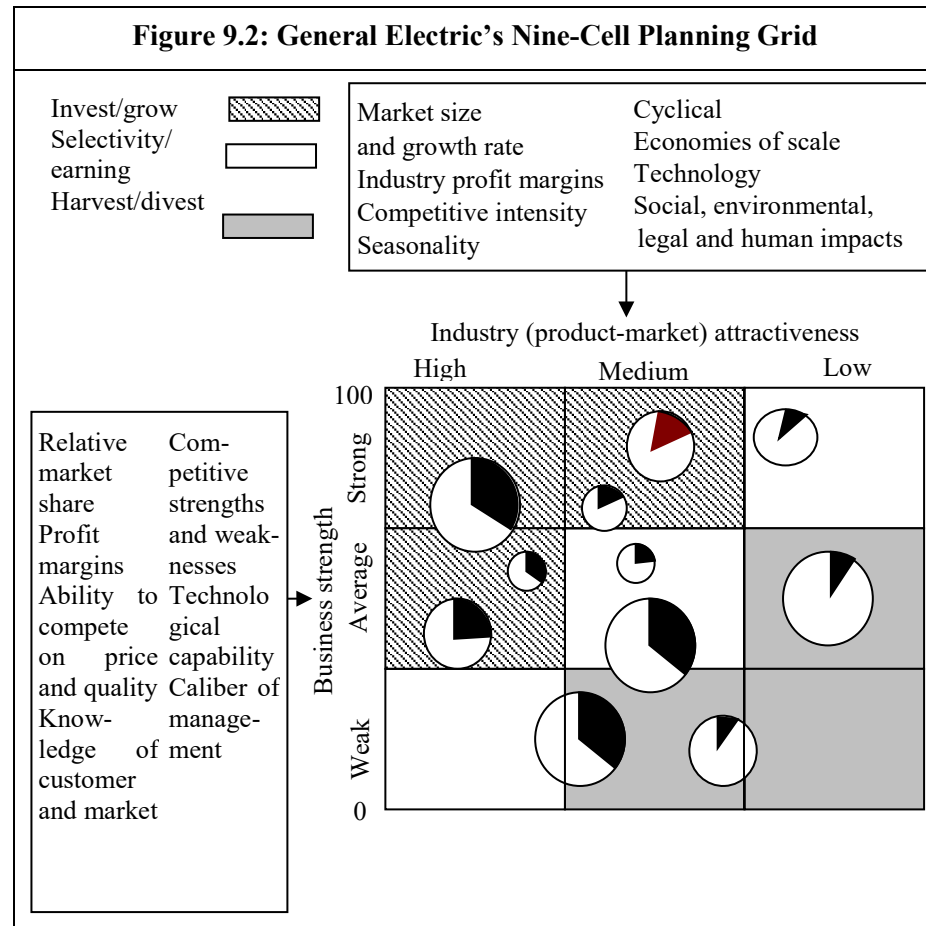 Figure 9.2: General Electric’s Nine-Cell Planning Grid
Invest/grow
Selectivity/
earning
Harvest/divest
Market size
and growth rate
Industry profit margins
Competitive intensity
Seasonality
Cyclical
Economies of scale
Technology
Social, environmental,
legal and human impacts
Industry (product-market) attractiveness
High
Medium
Low
100
Strong
Average
Weak
0
Business strength
Relative
market
share
Profit
margins
Ability to
compete
on price
and quality
Know-
ledge of
customer
and market
Com-
petitive
strengths
and weak-
nesses
Technolo
gical
capability
Caliber of
manage-
ment